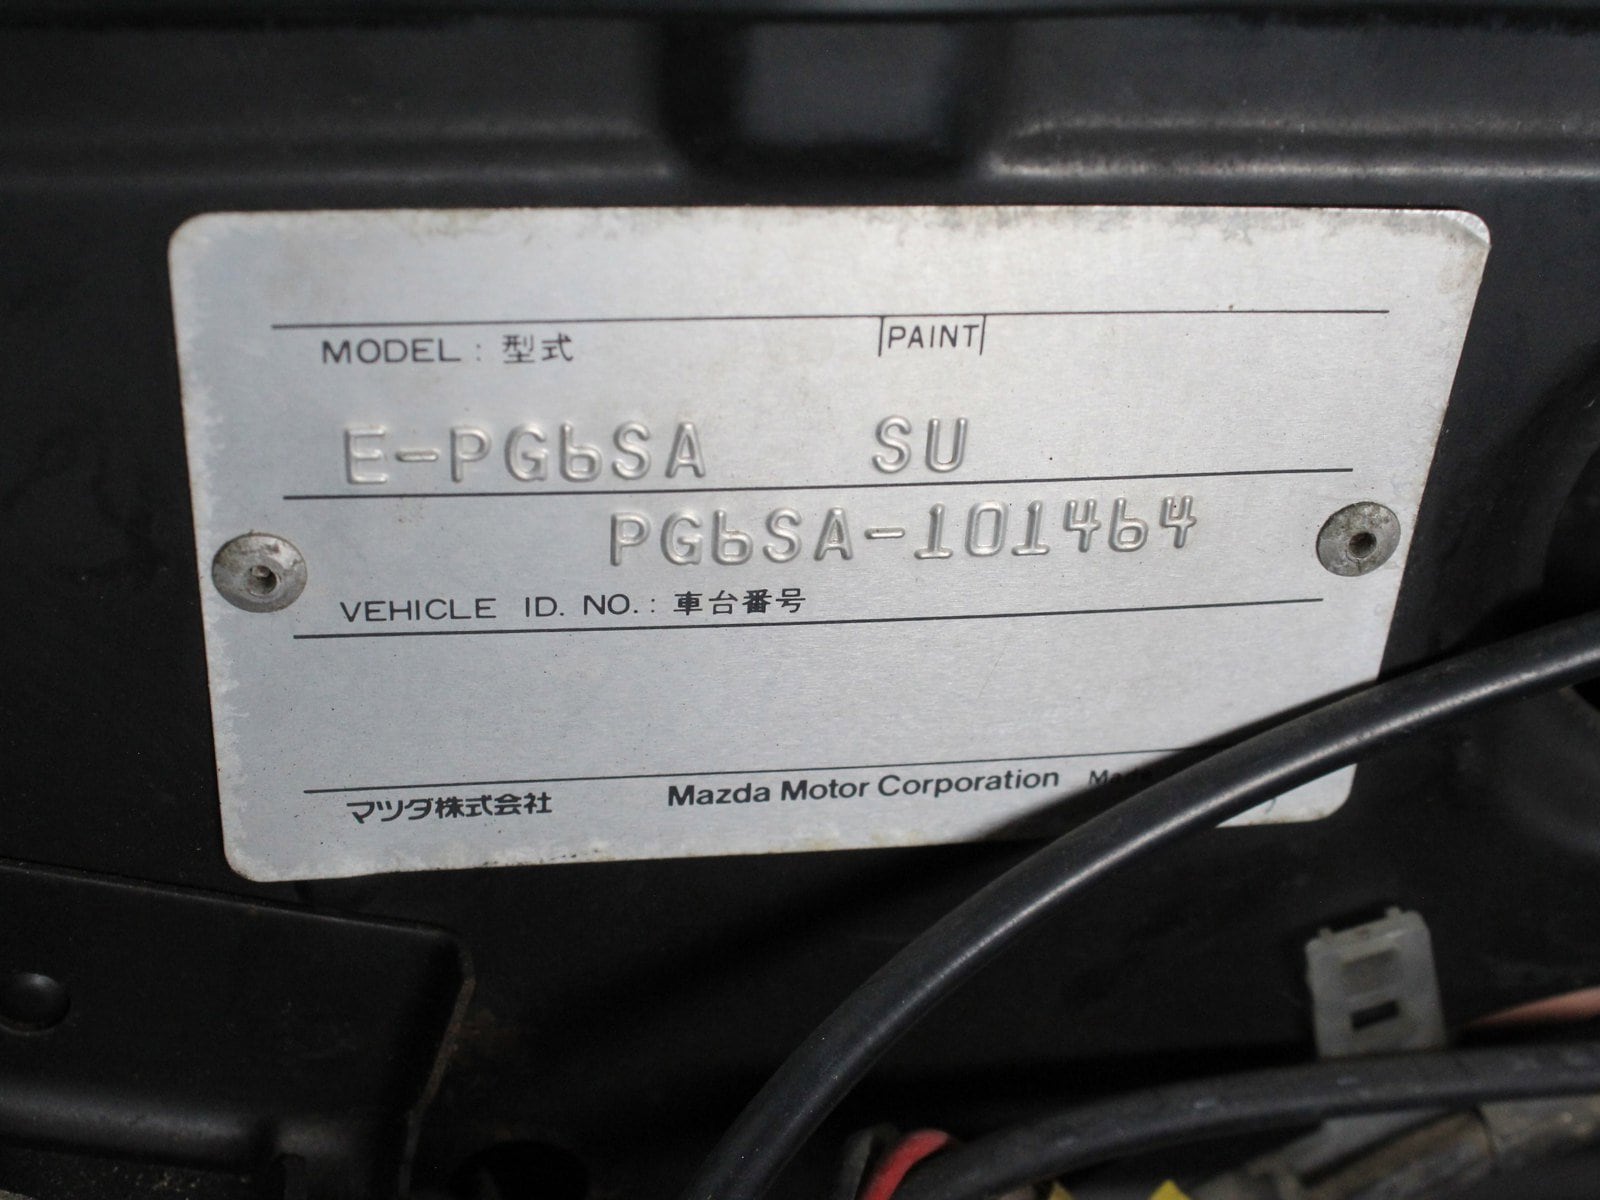 MODEL : 型式 PAINT
E-PG6SA SU
PG6SA-101464
VEHICLE ID. NO. : 車台番号
マツダ株式会社 Mazda Motor Corporation